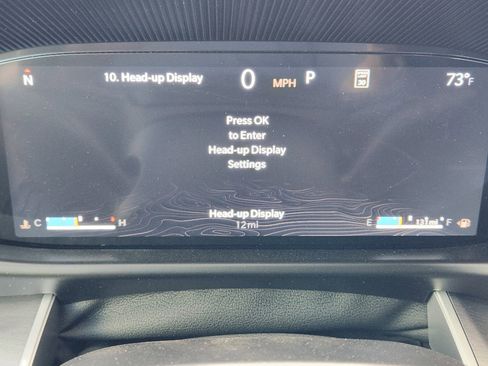 N
10. Head-up Display
0 MPH
P
73°F
Press OK
to Enter
Head-up Display
Settings
Head-up Display
12mi
C H
E 131mi F